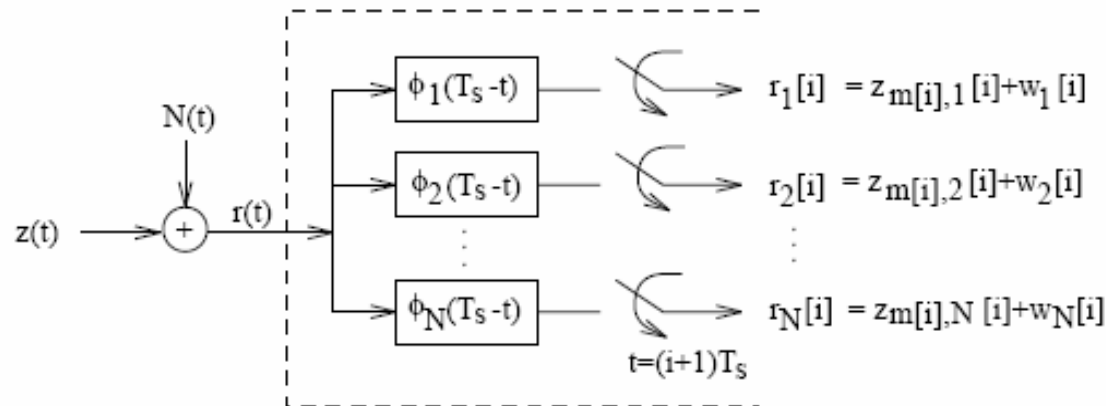 ϕ1(Ts-t) r1[i] = zm[i],1[i]+w1[i]
N(t)
ϕ2(Ts-t) r2[i] = zm[i],2[i]+w2[i]
z(t) + r(t)
ϕN(Ts-t) rN[i] = zm[i],N[i]+wN[i]
t=(i+1)Ts